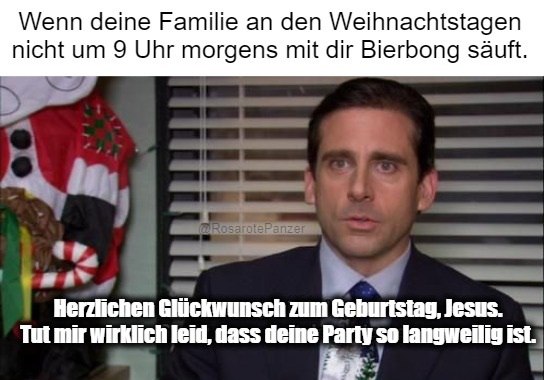 Wenn deine Familie an den Weihnachtstagen
nicht um 9 Uhr morgens mit dir Bierbong säuft.
@RosarotePanzer
Herzlichen Glückwunsch zum Geburtstag, Jesus.
Tut mir wirklich leid, dass deine Party so langweilig ist.